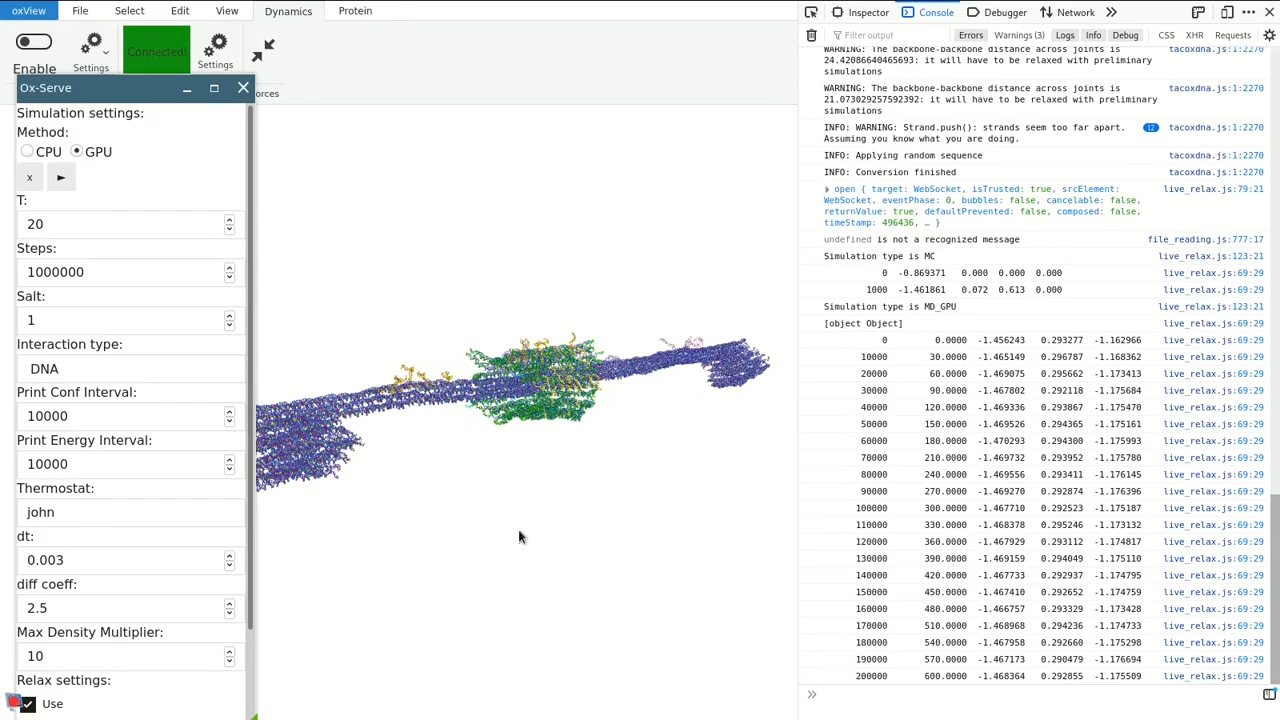 oxView File Select Edit View Dynamics Protein
Enable
Settings
Connected!
Settings
orces
Ox-Serve
Simulation settings:
Method:
CPU GPU
x ►
T:
20
Steps:
1000000
Salt:
1
Interaction type:
DNA
Print Conf Interval:
10000
Print Energy Interval:
10000
Thermostat:
john
dt:
0.003
diff coeff:
2.5
Max Density Multiplier:
10
Relax settings:
Use
Inspector Console Debugger Network
Filter output Errors Warnings (3) Logs Info Debug CSS XHR Requests
WARNING: The backbone-backbone distance across joints is tacoxdna.js:1:2270
24.42086640465693: it will have to be relaxed with preliminary
simulations
WARNING: The backbone-backbone distance across joints is tacoxdna.js:1:2270
21.073029257592392: it will have to be relaxed with preliminary
simulations
INFO: WARNING: Strand.push(): strands seem too far apart. 12 tacoxdna.js:1:2270
Assuming you know what you are doing.
INFO: Applying random sequence tacoxdna.js:1:2270
INFO: Conversion finished tacoxdna.js:1:2270
open { target: WebSocket, isTrusted: true, srcElement: live_relax.js:79:21
WebSocket, eventPhase: 0, bubbles: false, cancelable: false,
returnValue: true, defaultPrevented: false, composed: false,
timeStamp: 496436, … }
undefined is not a recognized message file_reading.js:777:17
Simulation type is MC live_relax.js:123:21
0 -0.869371 0.000 0.000 0.000 live_relax.js:69:29
1000 -1.461861 0.072 0.613 0.000 live_relax.js:69:29
Simulation type is MD_GPU live_relax.js:123:21
[object Object] live_relax.js:69:29
0 0.0000 -1.456243 0.293277 -1.162966 live_relax.js:69:29
10000 30.0000 -1.465149 0.296787 -1.168362 live_relax.js:69:29
20000 60.0000 -1.469075 0.295662 -1.173413 live_relax.js:69:29
30000 90.0000 -1.467802 0.292118 -1.175684 live_relax.js:69:29
40000 120.0000 -1.469336 0.293867 -1.175470 live_relax.js:69:29
50000 150.0000 -1.469526 0.294365 -1.175161 live_relax.js:69:29
60000 180.0000 -1.470293 0.294300 -1.175993 live_relax.js:69:29
70000 210.0000 -1.469732 0.293952 -1.175780 live_relax.js:69:29
80000 240.0000 -1.469556 0.293411 -1.176145 live_relax.js:69:29
90000 270.0000 -1.469270 0.292874 -1.176396 live_relax.js:69:29
100000 300.0000 -1.467710 0.292523 -1.175187 live_relax.js:69:29
110000 330.0000 -1.468378 0.295246 -1.173132 live_relax.js:69:29
120000 360.0000 -1.467929 0.293112 -1.174817 live_relax.js:69:29
130000 390.0000 -1.469159 0.294049 -1.175110 live_relax.js:69:29
140000 420.0000 -1.467733 0.292937 -1.174795 live_relax.js:69:29
150000 450.0000 -1.467410 0.292652 -1.174759 live_relax.js:69:29
160000 480.0000 -1.466757 0.293329 -1.173428 live_relax.js:69:29
170000 510.0000 -1.468968 0.294236 -1.174733 live_relax.js:69:29
180000 540.0000 -1.467958 0.292660 -1.175298 live_relax.js:69:29
190000 570.0000 -1.467173 0.290479 -1.176694 live_relax.js:69:29
200000 600.0000 -1.468364 0.292855 -1.175509 live_relax.js:69:29